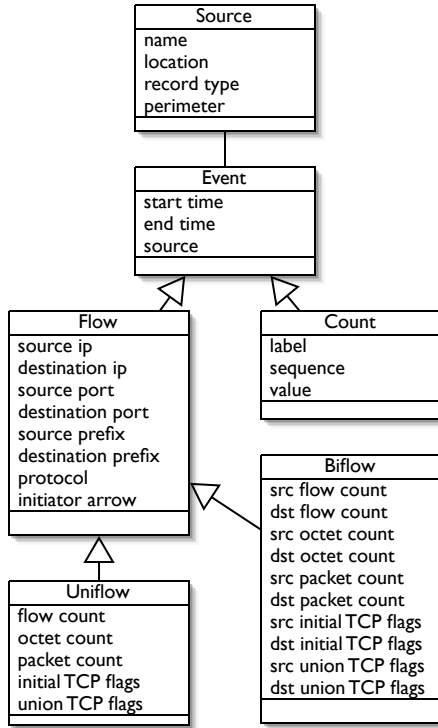 Source
name
location
record type
perimeter
Event
start time
end time
source
Flow
source ip
destination ip
source port
destination port
source prefix
destination prefix
protocol
initiator arrow
Count
label
sequence
value
Uniflow
flow count
octet count
packet count
initial TCP flags
union TCP flags
Biflow
src flow count
dst flow count
src octet count
dst octet count
src packet count
dst packet count
src initial TCP flags
dst initial TCP flags
src union TCP flags
dst union TCP flags